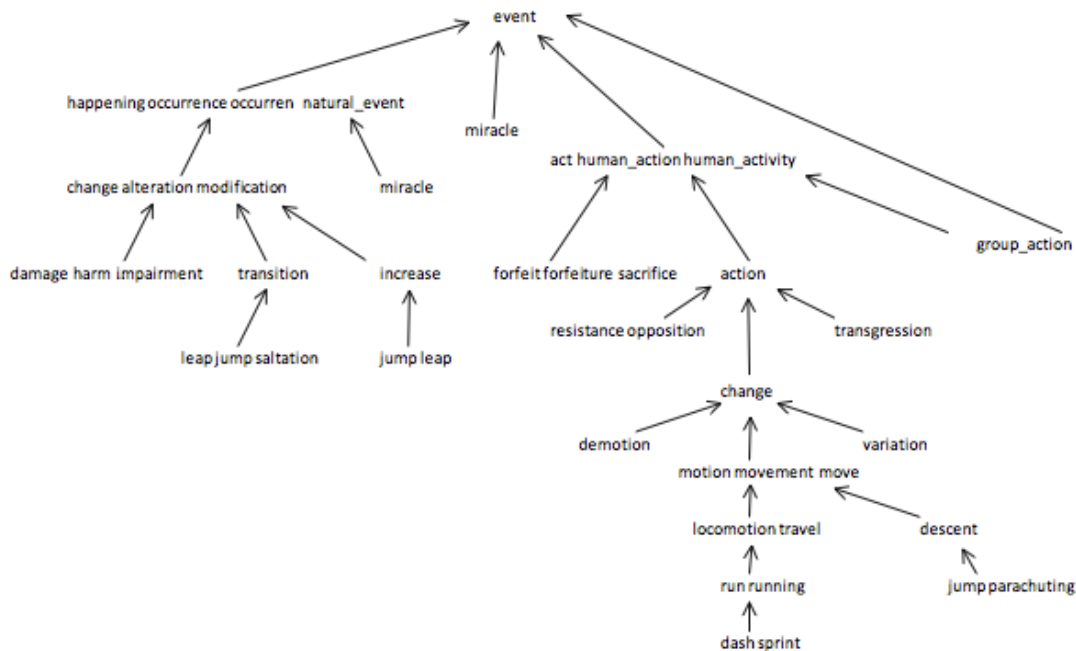 event
happening occurrence occurren natural_event
miracle
act human_action human_activity
change alteration modification
miracle
group_action
damage harm impairment
transition
increase
forfeit forfeiture sacrifice
action
resistance opposition
transgression
leap jump saltation
jump leap
change
demotion
variation
motion movement move
locomotion travel
descent
run running
jump parachuting
dash sprint